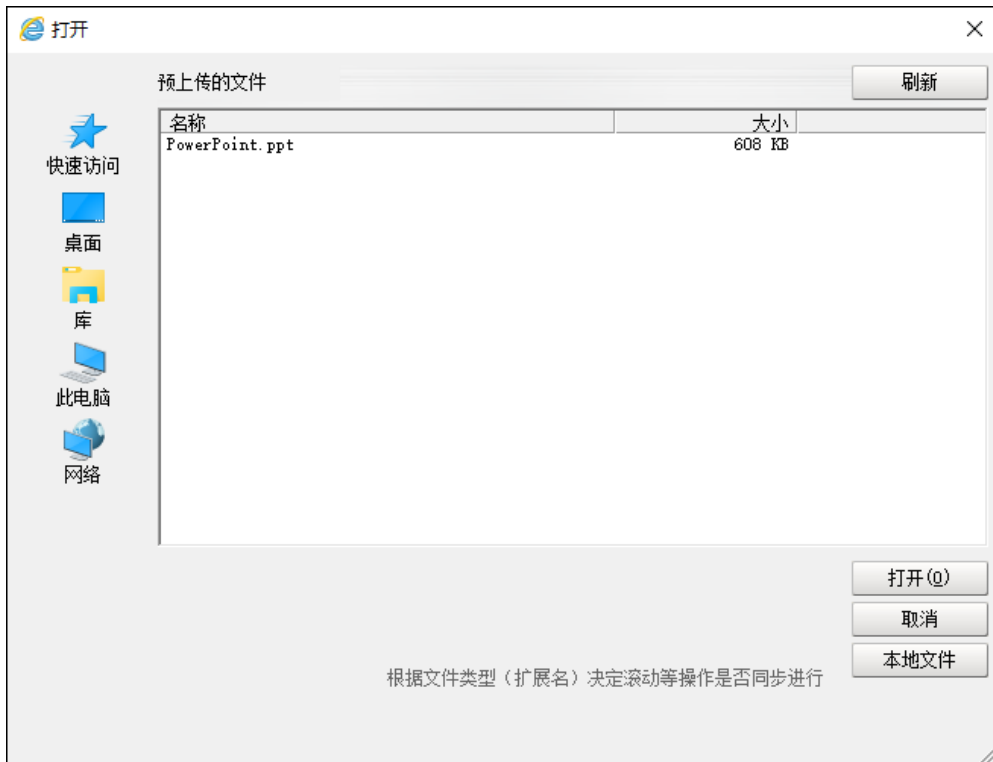 打开
预上传的文件
刷新
名称 大小
PowerPoint.ppt 608 KB
快速访问
桌面
库
此电脑
网络
打开(O)
取消
本地文件
根据文件类型（扩展名）决定滚动等操作是否同步进行